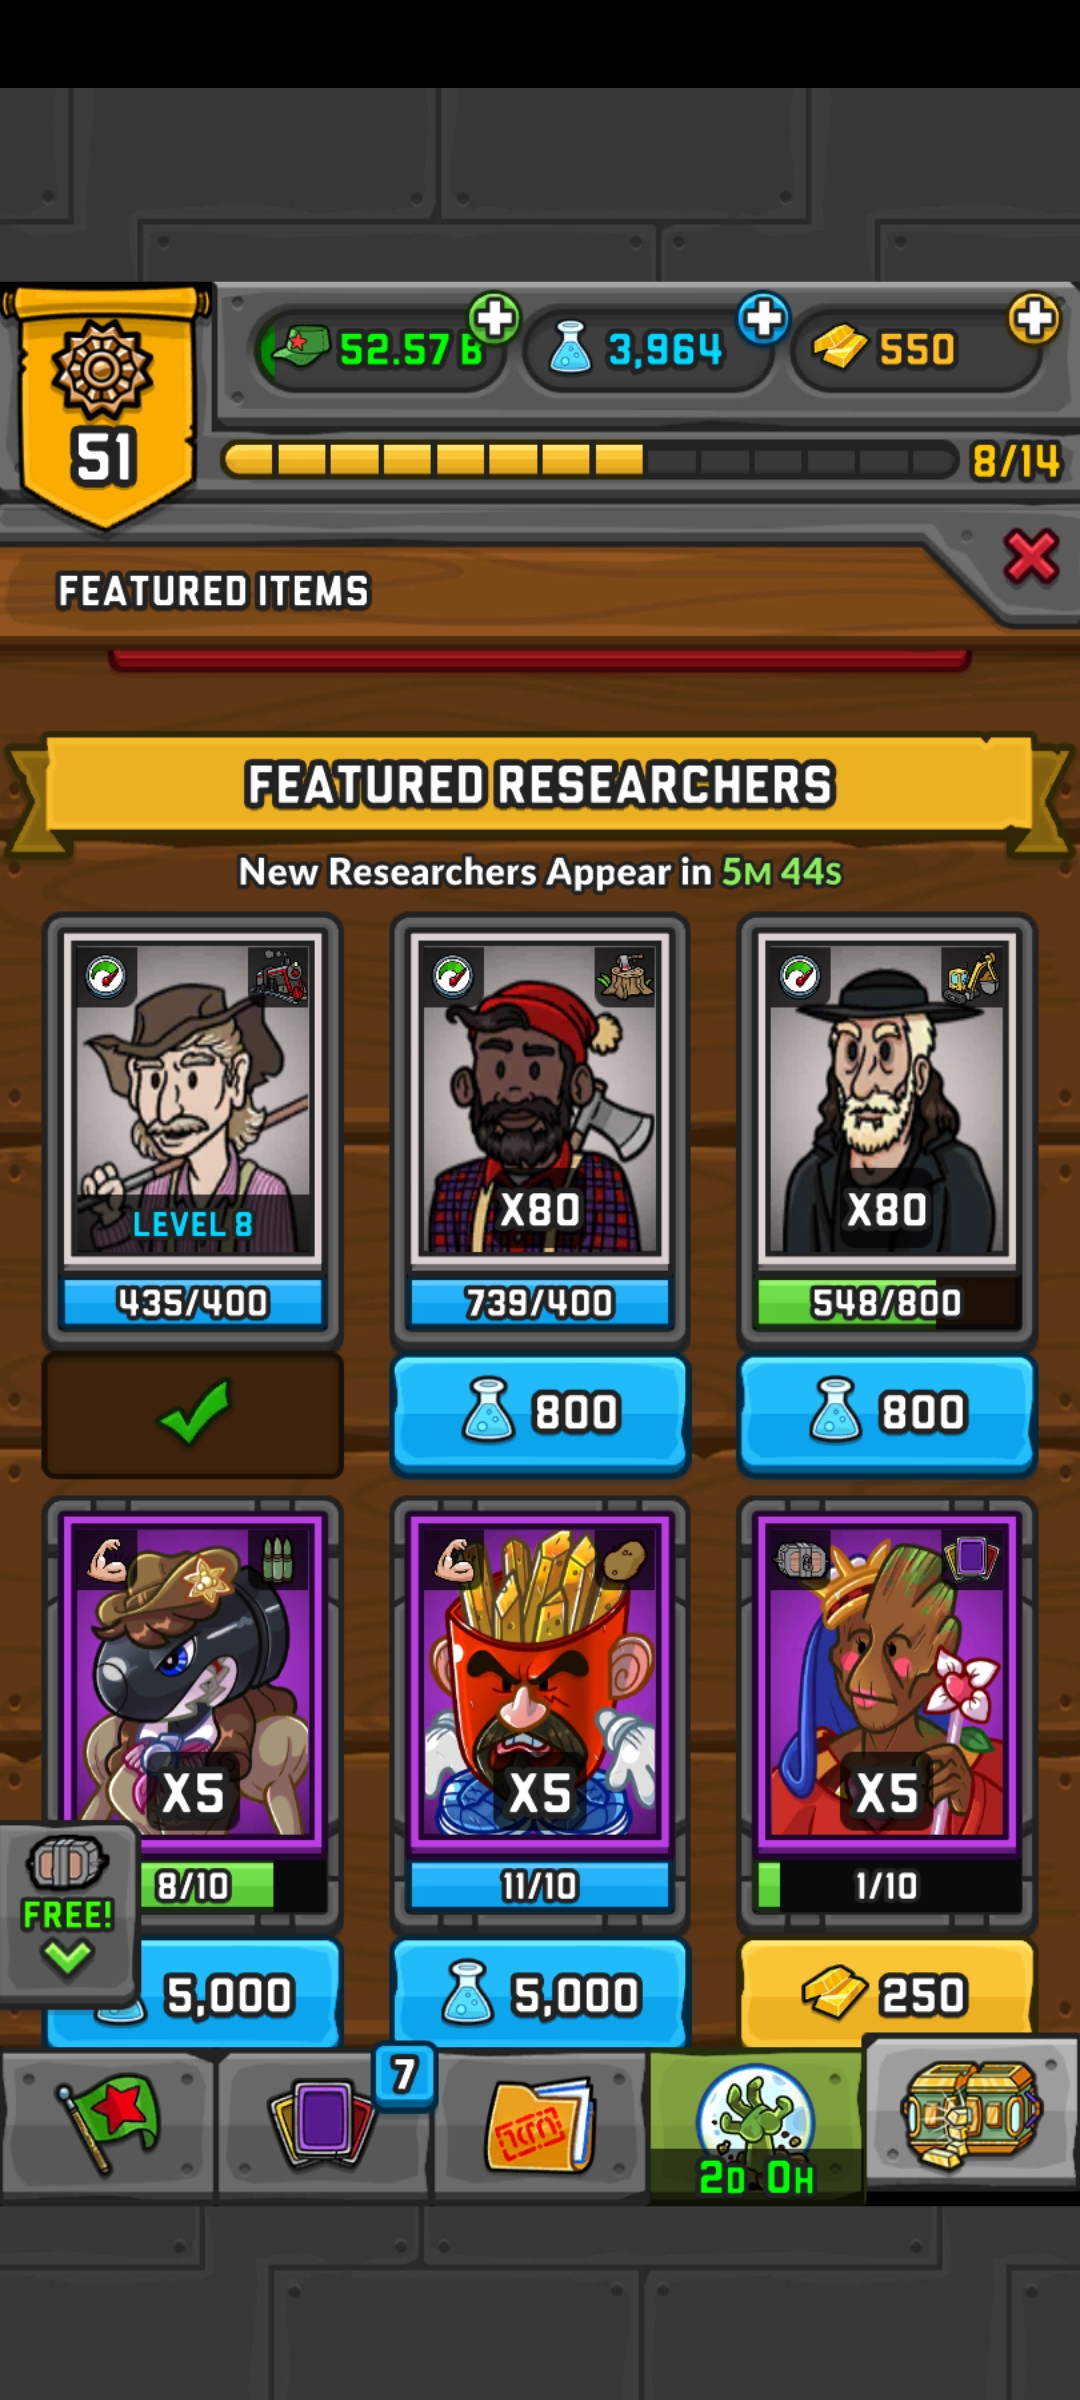 52.57 B
3,964
550
51
8/14
FEATURED ITEMS
FEATURED RESEARCHERS
New Researchers Appear in 5M 44S
LEVEL 8
X80
X80
435/400
739/400
548/800
800
800
X5
X5
X5
8/10
11/10
1/10
FREE!
5,000
5,000
250
7
2D 0H